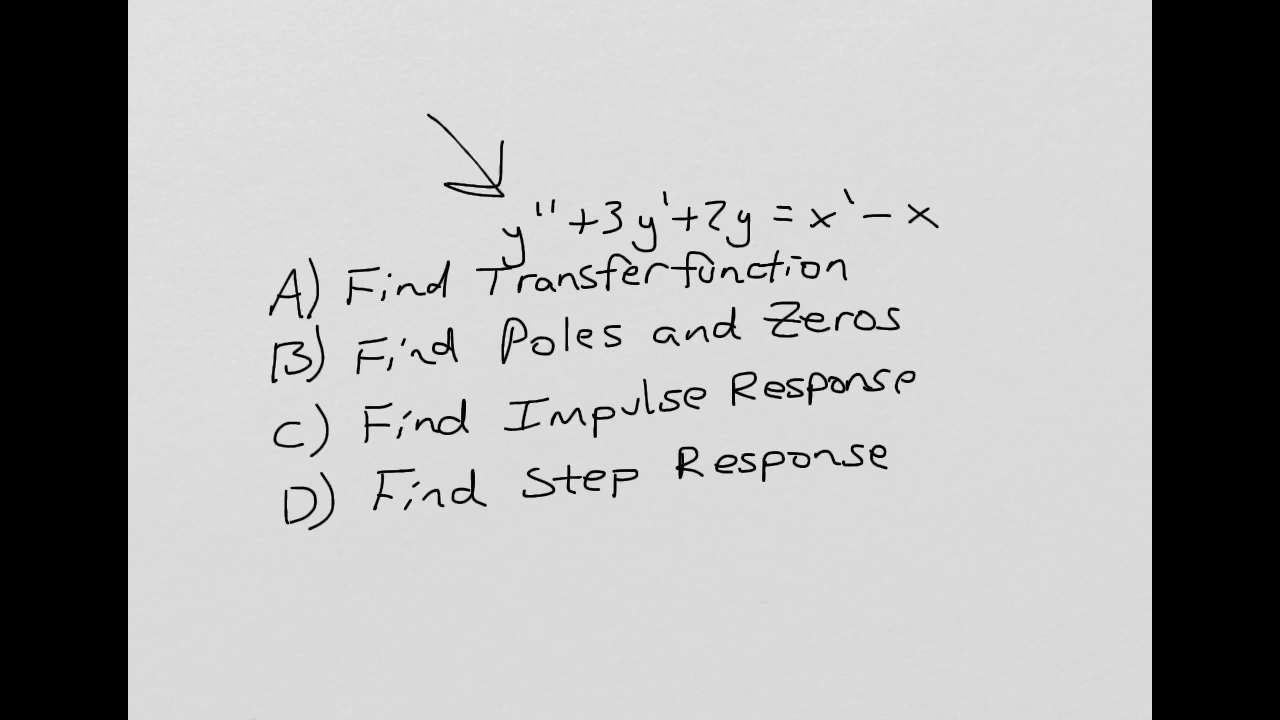 y'' + 3y' + 2y = x' - x
A) Find Transferfunction
B) Find Poles and Zeros
C) Find Impulse Response
D) Find Step Response